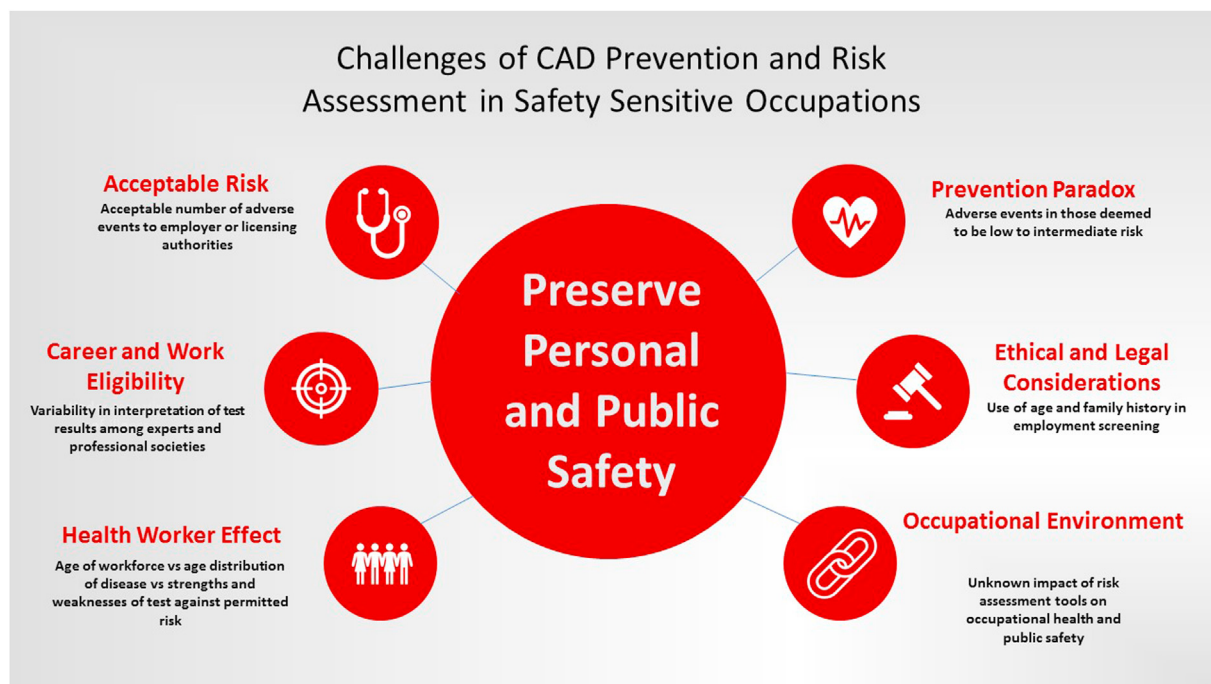 Challenges of CAD Prevention and Risk
Assessment in Safety Sensitive Occupations
Acceptable Risk
Acceptable number of adverse
events to employer or licensing
authorities
Career and Work
Eligibility
Variability in interpretation of test
results among experts and
professional societies
Health Worker Effect
Age of workforce vs age distribution
of disease vs strengths and
weaknesses of test against permitted
risk
Preserve
Personal
and Public
Safety
Prevention Paradox
Adverse events in those deemed
to be low to intermediate risk
Ethical and Legal
Considerations
Use of age and family history in
employment screening
Occupational Environment
Unknown impact of risk
assessment tools on
occupational health and
public safety